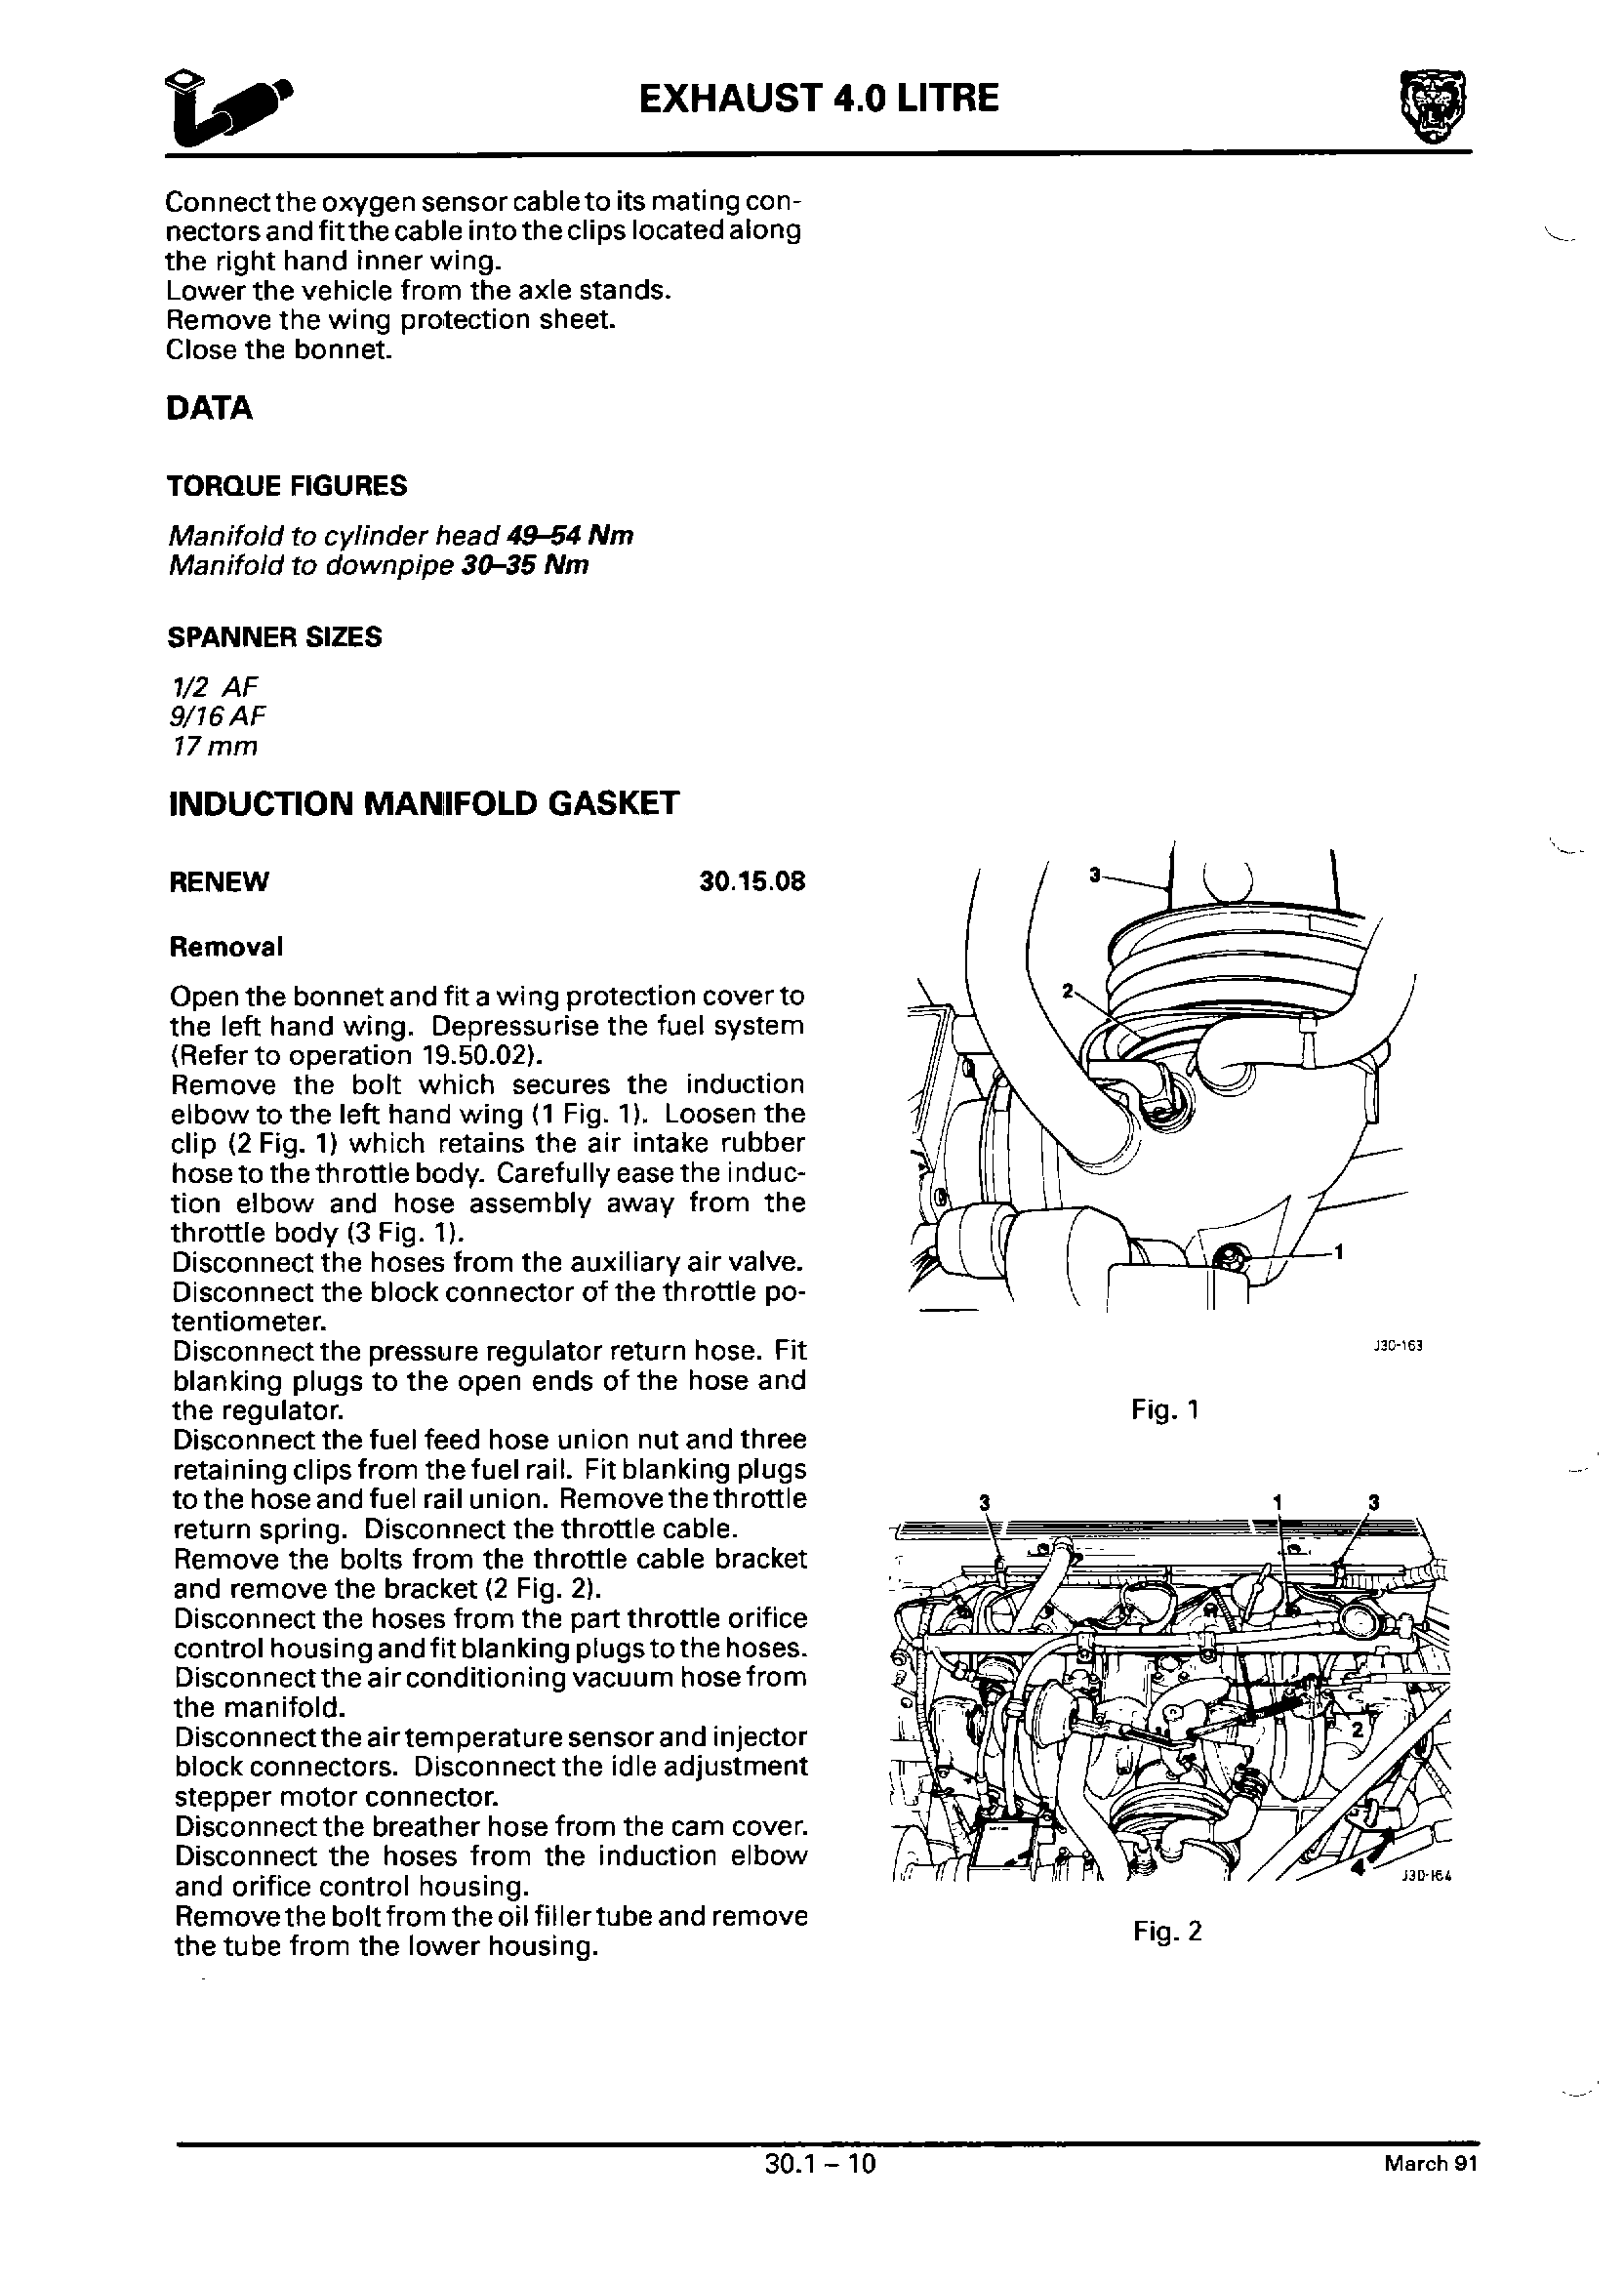 EXHAUST 4.0 LITRE
Connect the oxygen sensor cable to its mating con-
nectors and fit the cable into the clips located along
the right hand inner wing.
Lower the vehicle from the axle stands.
Remove the wing protection sheet.
Close the bonnet.
DATA
TORQUE FIGURES
Manifold to cylinder head 49–54 Nm
Manifold to downpipe 30–35 Nm
SPANNER SIZES
1/2 AF
9/16 AF
17 mm
INDUCTION MANIFOLD GASKET
RENEW 30.15.08
Removal
Open the bonnet and fit a wing protection cover to
the left hand wing. Depressurise the fuel system
(Refer to operation 19.50.02).
Remove the bolt which secures the induction
elbow to the left hand wing (1 Fig. 1). Loosen the
clip (2 Fig. 1) which retains the air intake rubber
hose to the throttle body. Carefully ease the induc-
tion elbow and hose assembly away from the
throttle body (3 Fig. 1).
Disconnect the hoses from the auxiliary air valve.
Disconnect the block connector of the throttle po-
tentiometer.
Disconnect the pressure regulator return hose. Fit
blanking plugs to the open ends of the hose and
the regulator.
Disconnect the fuel feed hose union nut and three
retaining clips from the fuel rail. Fit blanking plugs
to the hose and fuel rail union. Remove the throttle
return spring. Disconnect the throttle cable.
Remove the bolts from the throttle cable bracket
and remove the bracket (2 Fig. 2).
Disconnect the hoses from the part throttle orifice
control housing and fit blanking plugs to the hoses.
Disconnect the air conditioning vacuum hose from
the manifold.
Disconnect the air temperature sensor and injector
block connectors. Disconnect the idle adjustment
stepper motor connector.
Disconnect the breather hose from the cam cover.
Disconnect the hoses from the induction elbow
and orifice control housing.
Remove the bolt from the oil filler tube and remove
the tube from the lower housing.
3
2
1
J30-163
Fig. 1
3 1 3
2
4
J30-164
Fig. 2
30.1 – 10
March 91